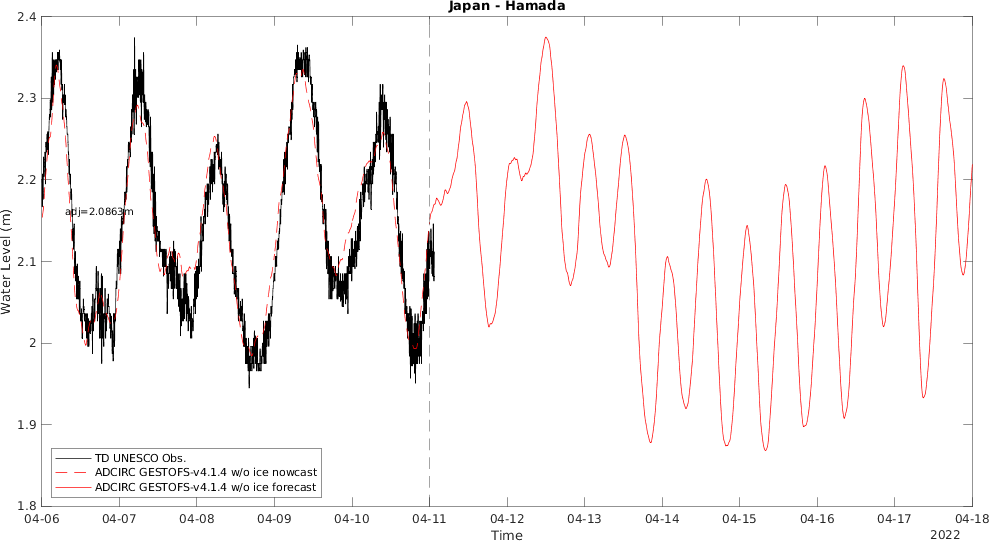 Japan - Hamada
2.4
2.3
2.2
2.1
2
1.9
1.8
Water Level (m)
adj=2.0863m
TD UNESCO Obs.
ADCIRC GESTOFS-v4.1.4 w/o ice nowcast
ADCIRC GESTOFS-v4.1.4 w/o ice forecast
04-06 04-07 04-08 04-09 04-10 04-11 04-12 04-13 04-14 04-15 04-16 04-17 04-18
Time
2022